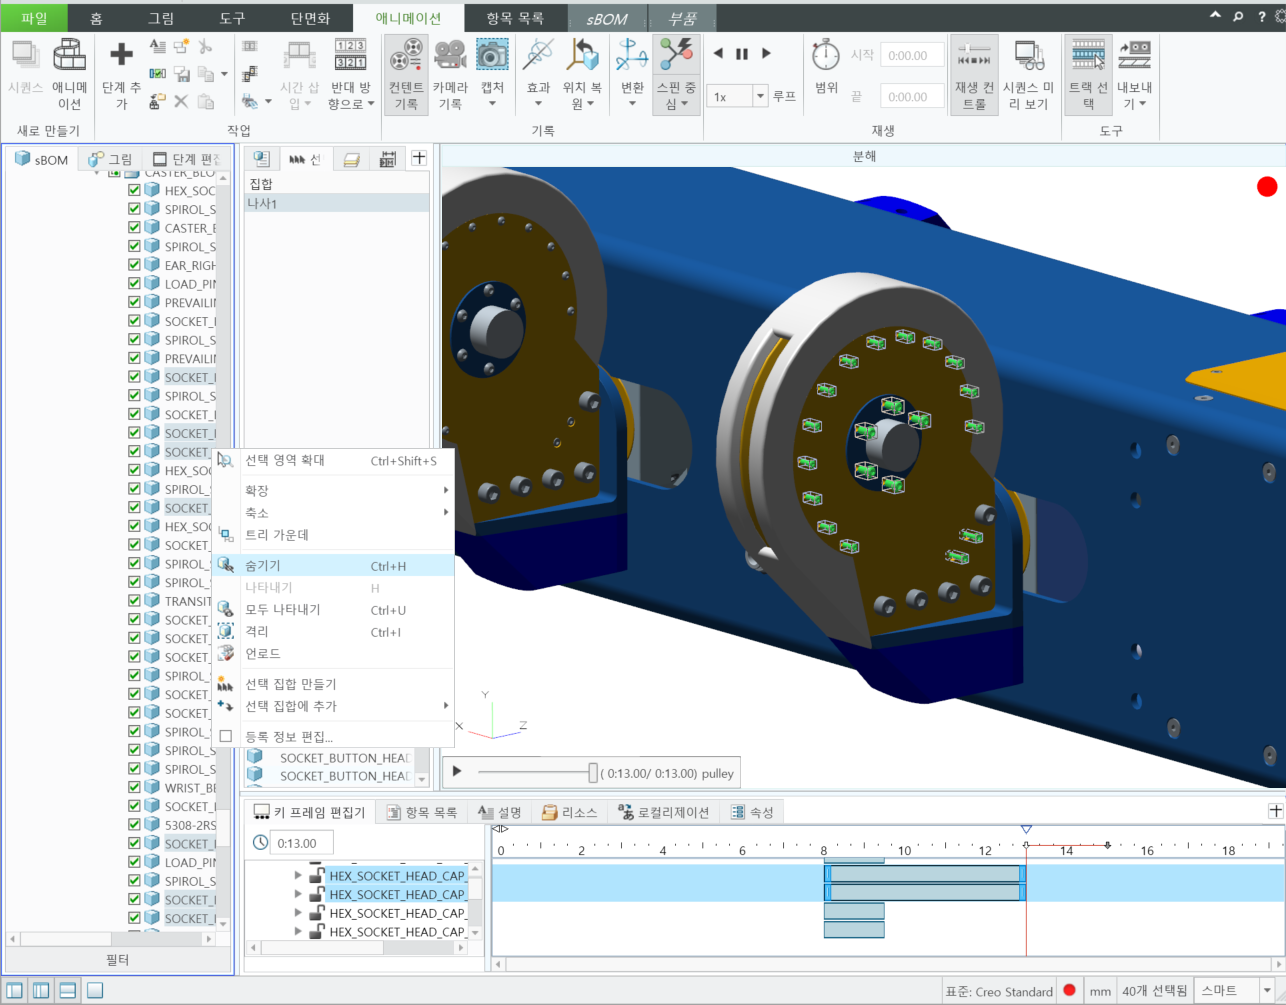 파일 홈 그림 도구 단면화 애니메이션 항목 목록 sBOM 부품
시퀀스 애니메이션 단계 추가 시간 삽입 반대 방향으로 컨텐트 기록 카메라 기록 캡처 효과 위치 복원 변환 스핀 중심 1x 루프 범위 시작 0:00.00 끝 0:00.00 재생 컨트롤 시퀀스 미리 보기 트랙 선택 내보내기
새로 만들기 작업 기록 재생 도구
sBOM 그림 단계 편집
선
분해
집합
나사1
CASTER_BLO
HEX_SOC
SPIROL_S
CASTER_B
SPIROL_S
EAR_RIGH
LOAD_PIN
PREVAILIN
SOCKET_
SPIROL_S
PREVAILIN
SOCKET_
SPIROL_S
SOCKET_
SOCKET_
SOCKET_
HEX_SOC
SPIROL_S
SOCKET_
HEX_SOC
SOCKET_
SPIROL_S
SPIROL_S
TRANSIT
SOCKET_
SOCKET_
SOCKET_
SPIROL_S
SOCKET_
SOCKET_
SPIROL_S
SPIROL_S
SPIROL_S
WRIST_BE
SOCKET_
5308-2RS
SOCKET_
LOAD_PIN
SPIROL_S
SOCKET_
SOCKET_
필터
선택 영역 확대 Ctrl+Shift+S
확장
축소
트리 가운데
숨기기 Ctrl+H
나타내기 H
모두 나타내기 Ctrl+U
격리 Ctrl+I
언로드
선택 집합 만들기
선택 집합에 추가
등록 정보 편집...
SOCKET_BUTTON_HEAD
SOCKET_BUTTON_HEAD
Y
X Z
( 0:13.00/ 0:13.00) pulley
키 프레임 편집기 항목 목록 설명 리소스 로컬리제이션 속성
0:13.00
0 2 4 6 8 10 12 14 16 18
HEX_SOCKET_HEAD_CAP_
HEX_SOCKET_HEAD_CAP_
HEX_SOCKET_HEAD_CAP_
HEX_SOCKET_HEAD_CAP_
표준: Creo Standard mm 40개 선택됨 스마트